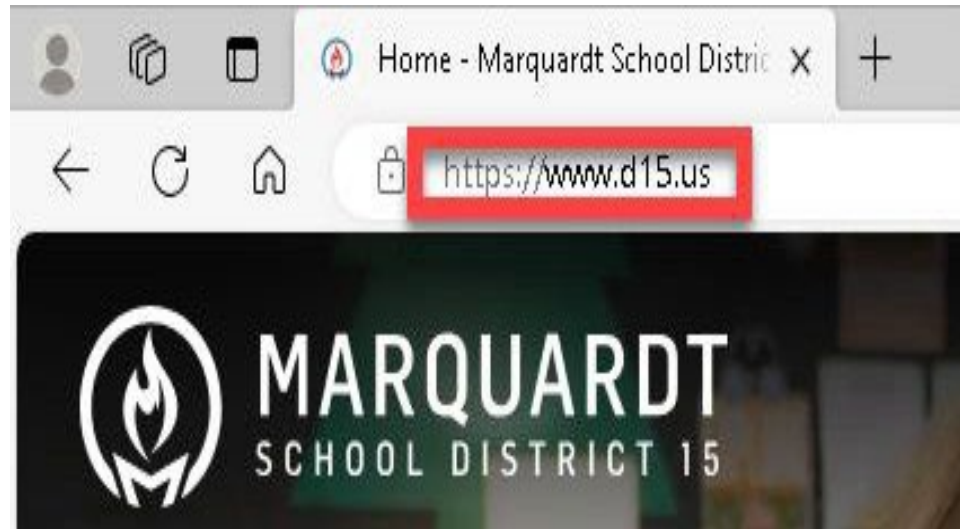 Home - Marquardt School Distric
https://www.d15.us
MARQUARDT
SCHOOL DISTRICT 15